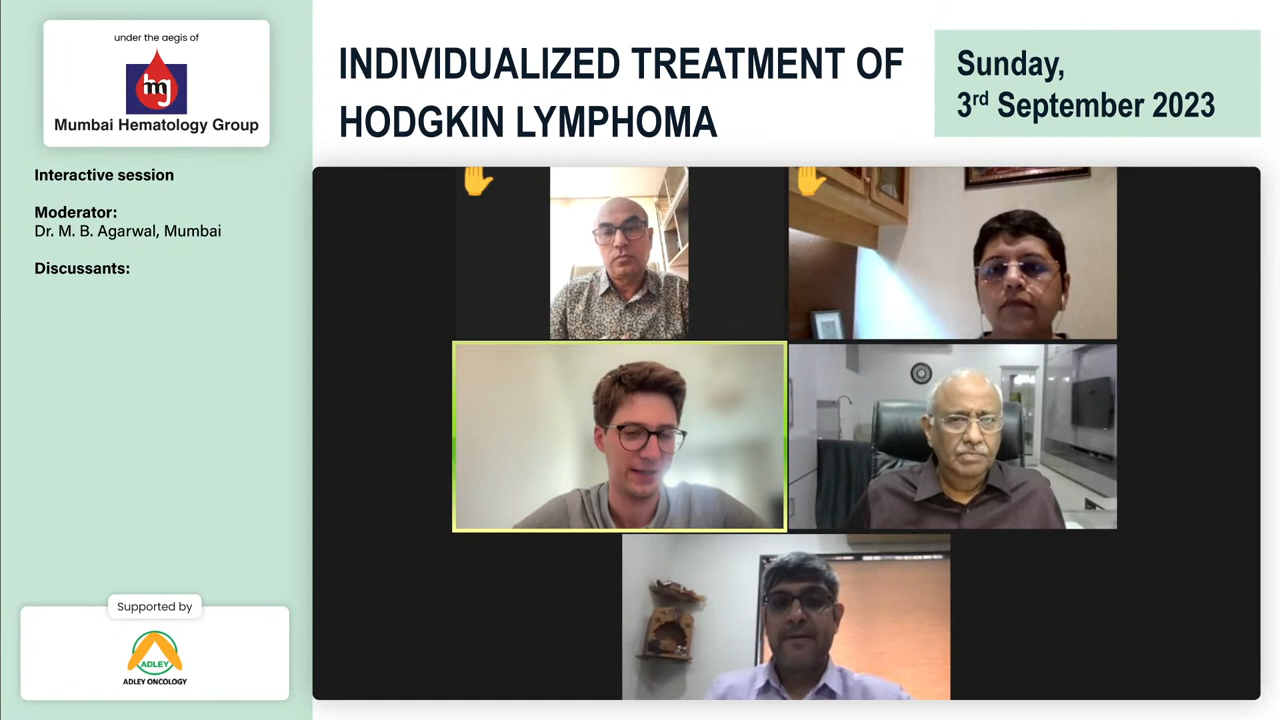 under the aegis of
mg
Mumbai Hematology Group
INDIVIDUALIZED TREATMENT OF
HODGKIN LYMPHOMA
Sunday,
3rd September 2023
Interactive session
Moderator:
Dr. M. B. Agarwal, Mumbai
Discussants:
Supported by
ADLEY
ADLEY ONCOLOGY